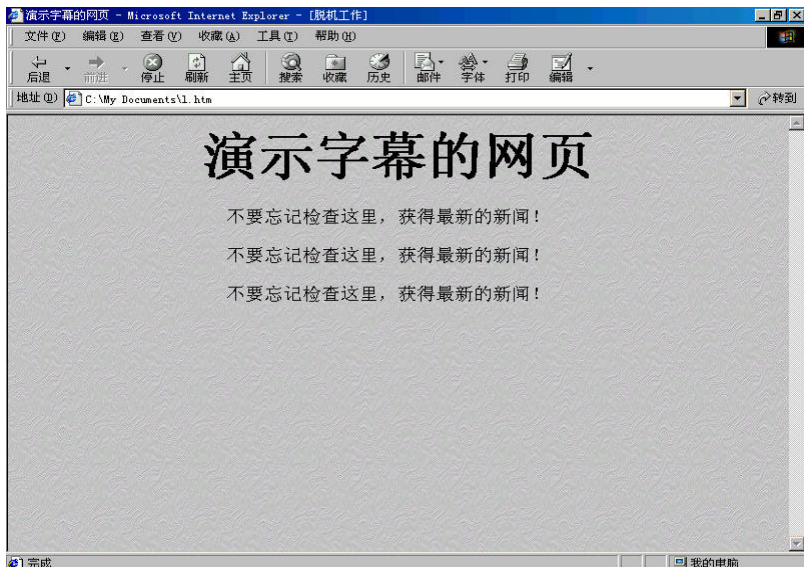 演示字幕的网页 - Microsoft Internet Explorer - [脱机工作]
文件(F) 编辑(E) 查看(V) 收藏(A) 工具(T) 帮助(H)
后退 前进 停止 刷新 主页 搜索 收藏 历史 邮件 字体 打印 编辑
地址(D) C:\My Documents\1.htm 转到
演示字幕的网页
不要忘记检查这里，获得最新的新闻！
不要忘记检查这里，获得最新的新闻！
不要忘记检查这里，获得最新的新闻！
完成 我的电脑